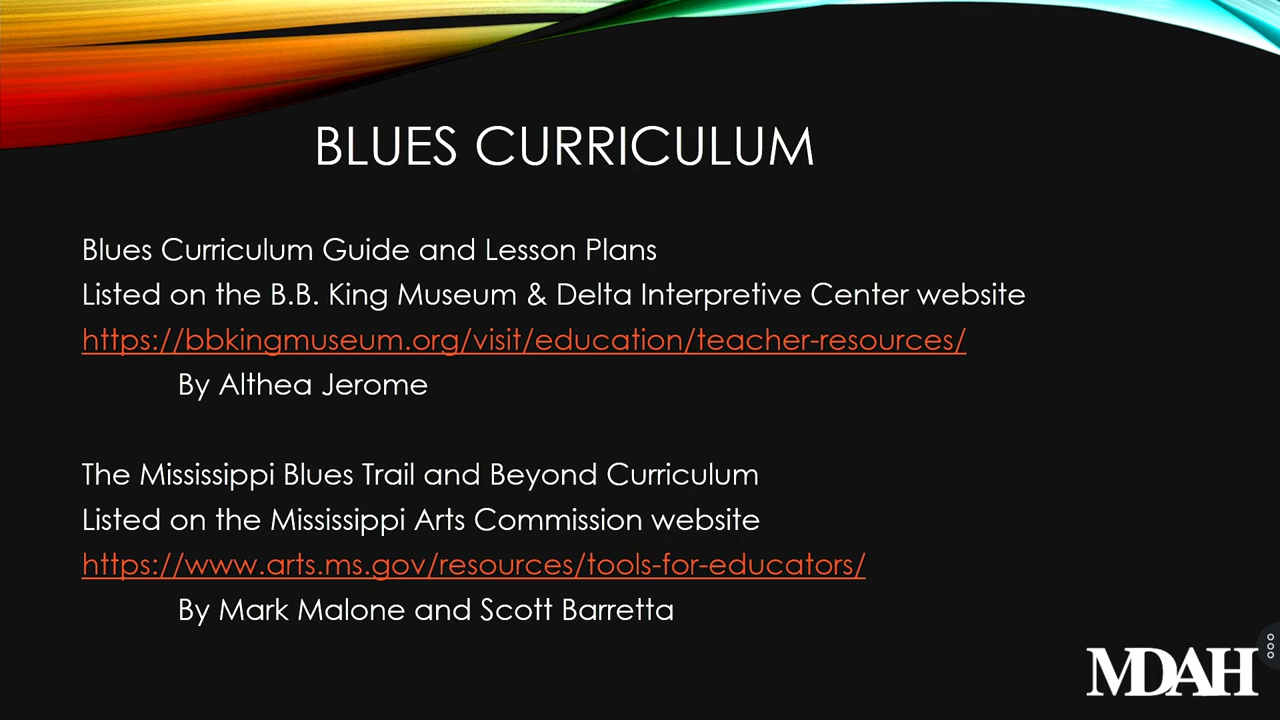 BLUES CURRICULUM
Blues Curriculum Guide and Lesson Plans
Listed on the B.B. King Museum & Delta Interpretive Center website
https://bbkingmuseum.org/visit/education/teacher-resources/
By Althea Jerome
The Mississippi Blues Trail and Beyond Curriculum
Listed on the Mississippi Arts Commission website
https://www.arts.ms.gov/resources/tools-for-educators/
By Mark Malone and Scott Barretta
MDAH